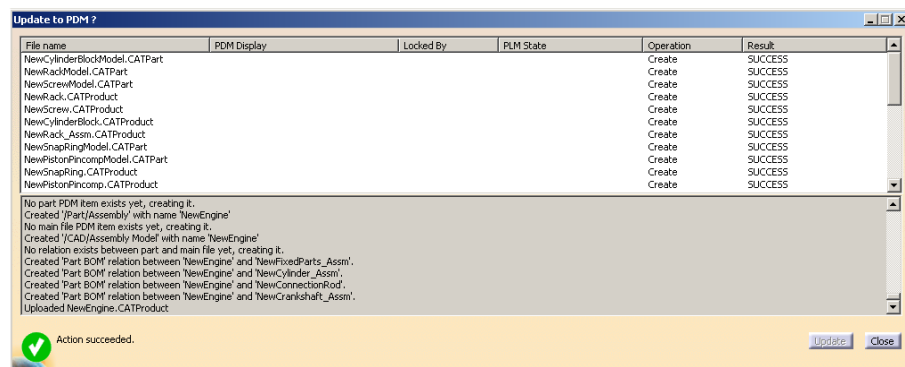 Update to PDM ?
File name PDM Display Locked By PLM State Operation Result
NewCylinderBlockModel.CATPart Create SUCCESS
NewRackModel.CATPart Create SUCCESS
NewScrewModel.CATPart Create SUCCESS
NewRack.CATProduct Create SUCCESS
NewScrew.CATProduct Create SUCCESS
NewCylinderBlock.CATProduct Create SUCCESS
NewRack_Assm.CATProduct Create SUCCESS
NewSnapRingModel.CATPart Create SUCCESS
NewPistonPincompModel.CATPart Create SUCCESS
NewSnapRing.CATProduct Create SUCCESS
NewPistonPincomp.CATProduct Create SUCCESS
No part PDM item exists yet, creating it.
Created '/Part/Assembly' with name 'NewEngine'
No main file PDM item exists yet, creating it.
Created '/CAD/Assembly Model' with name 'NewEngine'
No relation exists between part and main file yet, creating it.
Created 'Part BOM' relation between 'NewEngine' and 'NewFixedParts_Assm'.
Created 'Part BOM' relation between 'NewEngine' and 'NewCylinder_Assm'.
Created 'Part BOM' relation between 'NewEngine' and 'NewConnectionRod'.
Created 'Part BOM' relation between 'NewEngine' and 'NewCrankshaft_Assm'.
Uploaded NewEngine.CATProduct
Action succeeded.
Update Close